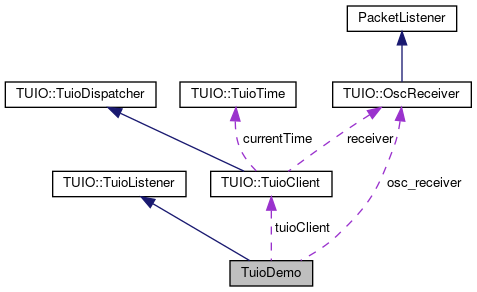 PacketListener
TUIO::TuioDispatcher
TUIO::TuioTime
TUIO::OscReceiver
currentTime
receiver
TUIO::TuioListener
TUIO::TuioClient
osc_receiver
tuioClient
TuioDemo